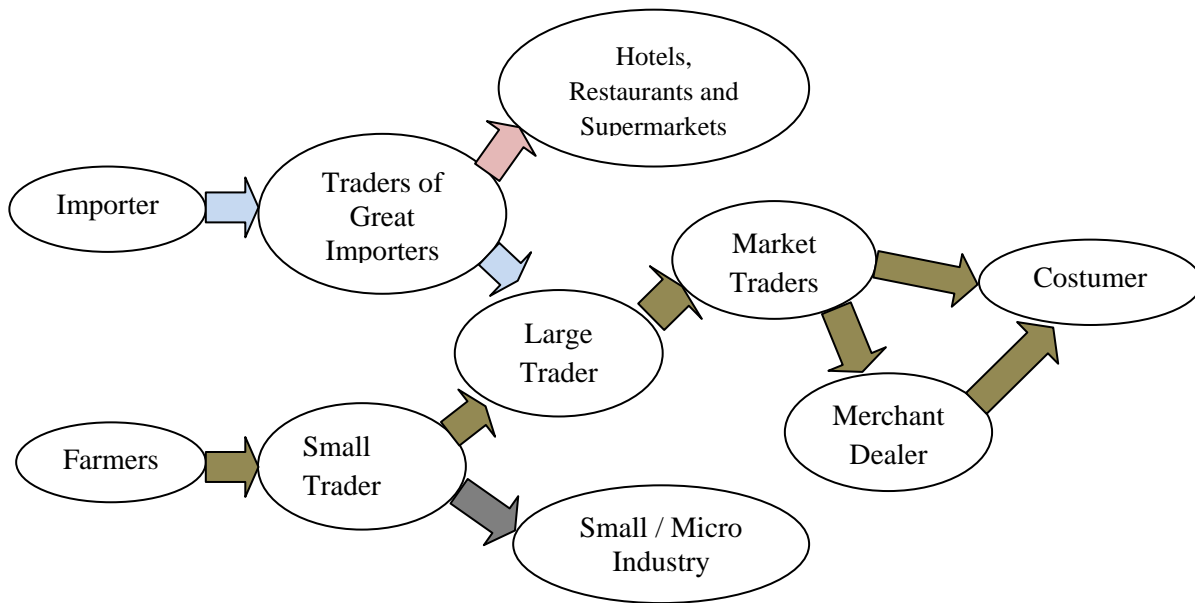 Hotels,
Restaurants and
Supermarkets
Importer
Traders of
Great
Importers
Market
Traders
Costumer
Large
Trader
Farmers
Small
Trader
Merchant
Dealer
Small / Micro
Industry